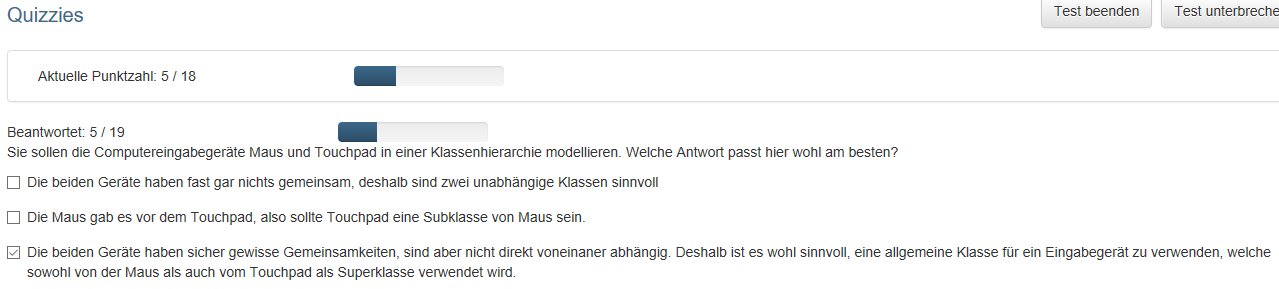 Quizzies
Test beenden
Test unterbreche
Aktuelle Punktzahl: 5 / 18
Beantwortet: 5 / 19
Sie sollen die Computereingabegeräte Maus und Touchpad in einer Klassenhierarchie modellieren. Welche Antwort passt hier wohl am besten?
Die beiden Geräte haben fast gar nichts gemeinsam, deshalb sind zwei unabhängige Klassen sinnvoll
Die Maus gab es vor dem Touchpad, also sollte Touchpad eine Subklasse von Maus sein.
Die beiden Geräte haben sicher gewisse Gemeinsamkeiten, sind aber nicht direkt voneinaner abhängig. Deshalb ist es wohl sinnvoll, eine allgemeine Klasse für ein Eingabegerät zu verwenden, welche
sowohl von der Maus als auch vom Touchpad als Superklasse verwendet wird.